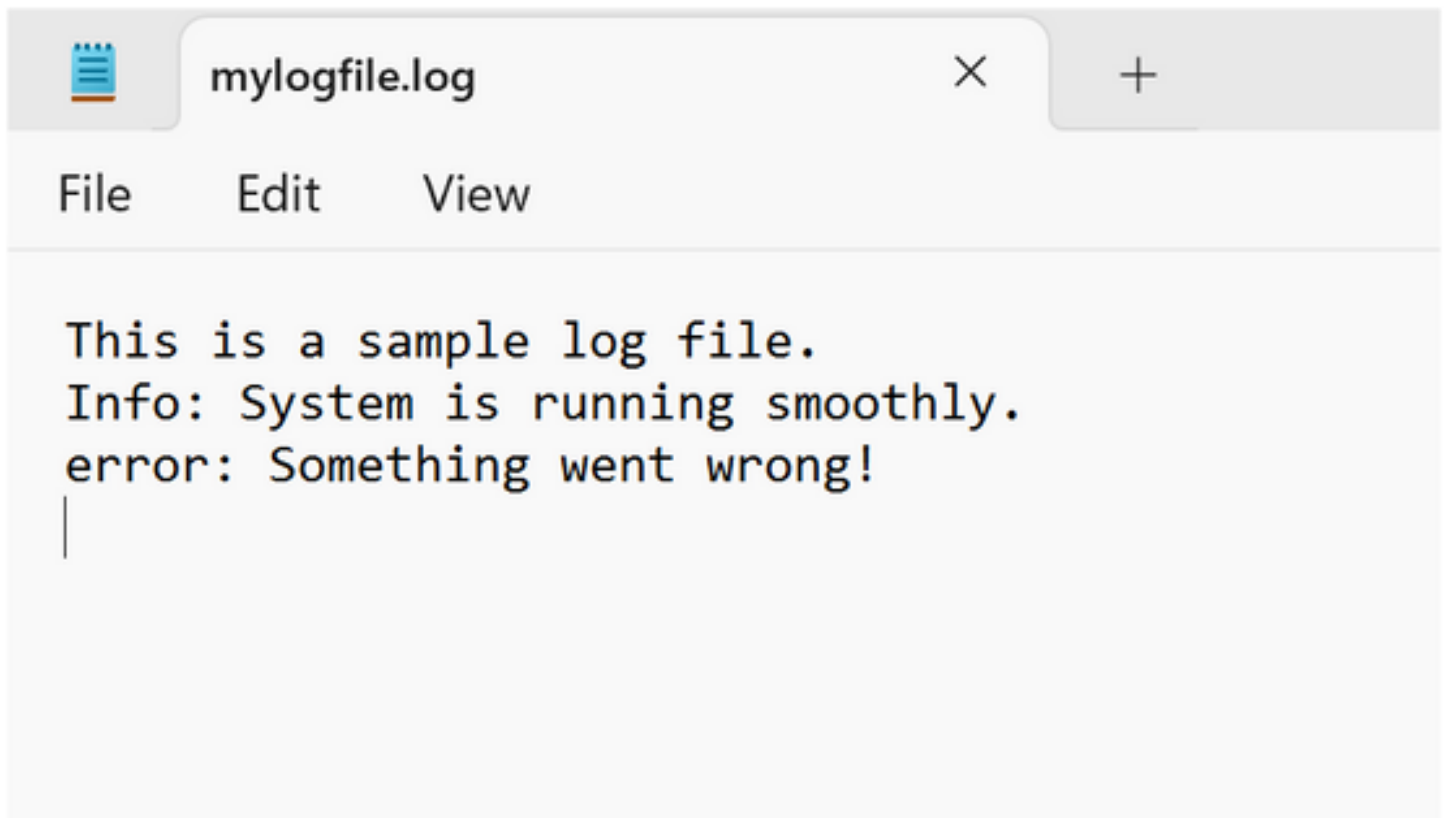 mylogfile.log
File Edit View
This is a sample log file.
Info: System is running smoothly.
error: Something went wrong!